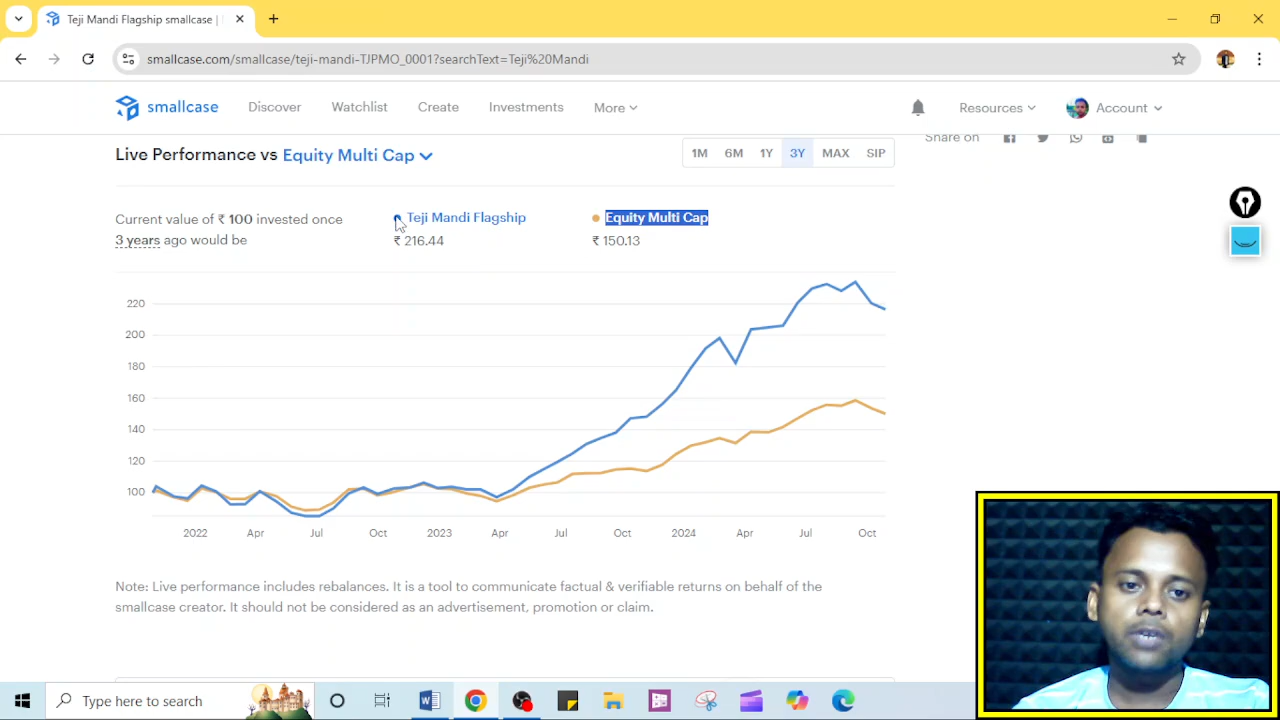 Teji Mandi Flagship smallcase |
smallcase.com/smallcase/teji-mandi-TJPMO_0001?searchText=Teji%20Mandi
smallcase Discover Watchlist Create Investments More Resources Account
Share on
Live Performance vs Equity Multi Cap
1M 6M 1Y 3Y MAX SIP
Current value of ₹ 100 invested once
3 years ago would be
Teji Mandi Flagship
₹ 216.44
Equity Multi Cap
₹ 150.13
220
200
180
160
140
120
100
2022 Apr Jul Oct 2023 Apr Jul Oct 2024 Apr Jul Oct
Note: Live performance includes rebalances. It is a tool to communicate factual & verifiable returns on behalf of the
smallcase creator. It should not be considered as an advertisement, promotion or claim.
Type here to search